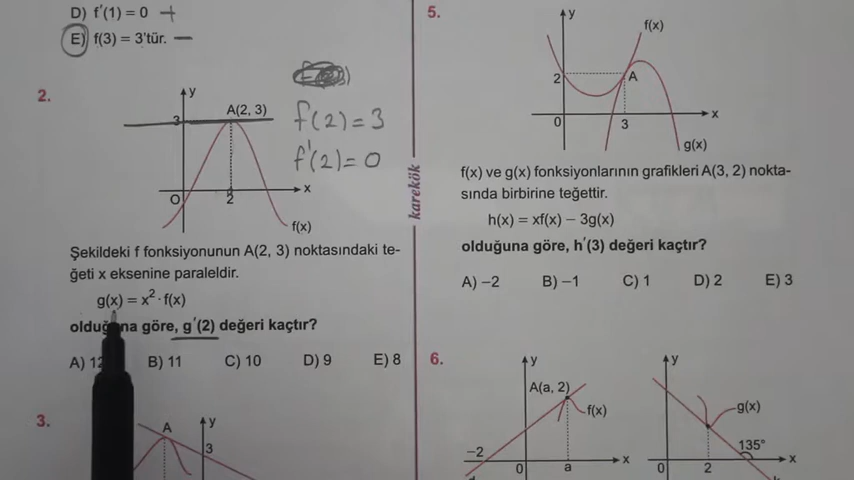 D) f'(1) = 0 +
E) f(3) = 3'tür. —
2.
y
A(2, 3)
3
f(2) = 3
f'(2) = 0
x
O
2
f(x)
Şekildeki f fonksiyonunun A(2, 3) noktasındaki te-
ğeti x eksenine paraleldir.
g(x) = x² · f(x)
olduğuna göre, g'(2) değeri kaçtır?
A) 12 B) 11 C) 10 D) 9 E) 8
3.
A
y
3
karekök
5.
y
f(x)
2
A
x
0
3
g(x)
f(x) ve g(x) fonksiyonlarının grafikleri A(3, 2) nokta-
sında birbirine teğettir.
h(x) = xf(x) – 3g(x)
olduğuna göre, h'(3) değeri kaçtır?
A) –2 B) –1 C) 1 D) 2 E) 3
6.
y
A(a, 2)
f(x)
–2
0
a
x
y
g(x)
135°
0
2
x